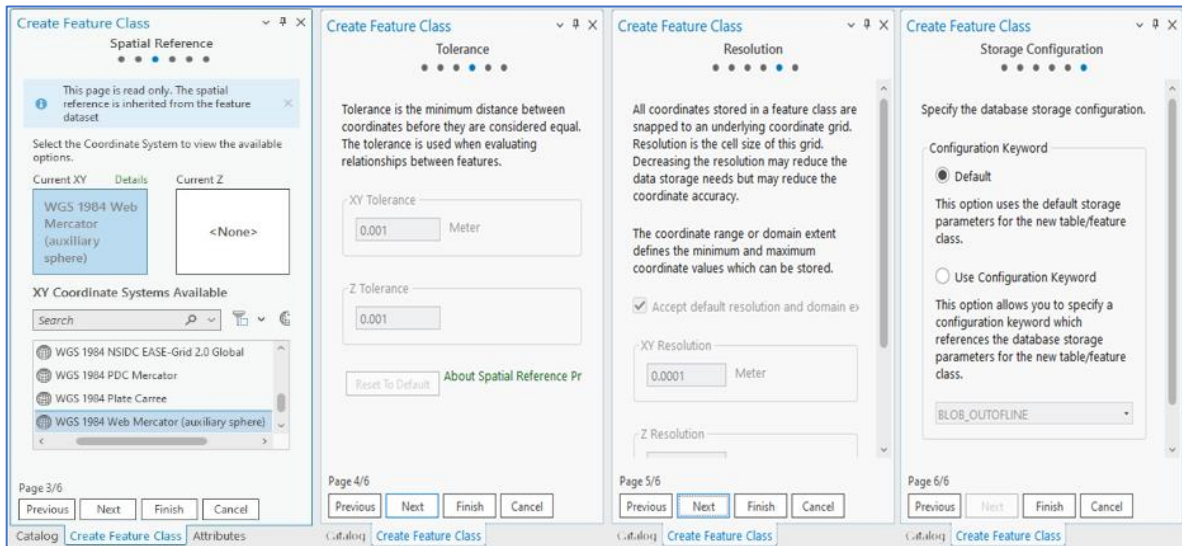 Create Feature Class
Spatial Reference
This page is read only. The spatial
reference is inherited from the feature
dataset
Select the Coordinate System to view the available
options.
Current XY Details Current Z
WGS 1984 Web
Mercator
(auxiliary
sphere)
<None>
XY Coordinate Systems Available
Search
WGS 1984 NSIDC EASE-Grid 2.0 Global
WGS 1984 PDC Mercator
WGS 1984 Plate Carree
WGS 1984 Web Mercator (auxiliary sphere)
Page 3/6
Previous Next Finish Cancel
Catalog Create Feature Class Attributes
Create Feature Class
Tolerance
Tolerance is the minimum distance between
coordinates before they are considered equal.
The tolerance is used when evaluating
relationships between features.
XY Tolerance
0.001 Meter
Z Tolerance
0.001
Reset To Default About Spatial Reference Pr
Page 4/6
Previous Next Finish Cancel
Catalog Create Feature Class
Create Feature Class
Resolution
All coordinates stored in a feature class are
snapped to an underlying coordinate grid.
Resolution is the cell size of this grid.
Decreasing the resolution may reduce the
data storage needs but may reduce the
coordinate accuracy.
The coordinate range or domain extent
defines the minimum and maximum
coordinate values which can be stored.
Accept default resolution and domain ex
XY Resolution
0.0001 Meter
Z Resolution
Page 5/6
Previous Next Finish Cancel
Catalog Create Feature Class
Create Feature Class
Storage Configuration
Specify the database storage configuration.
Configuration Keyword
Default
This option uses the default storage
parameters for the new table/feature
class.
Use Configuration Keyword
This option allows you to specify a
configuration keyword which
references the database storage
parameters for the new table/feature
class.
BLOB_OUTOFLINE
Page 6/6
Previous Next Finish Cancel
Catalog Create Feature Class